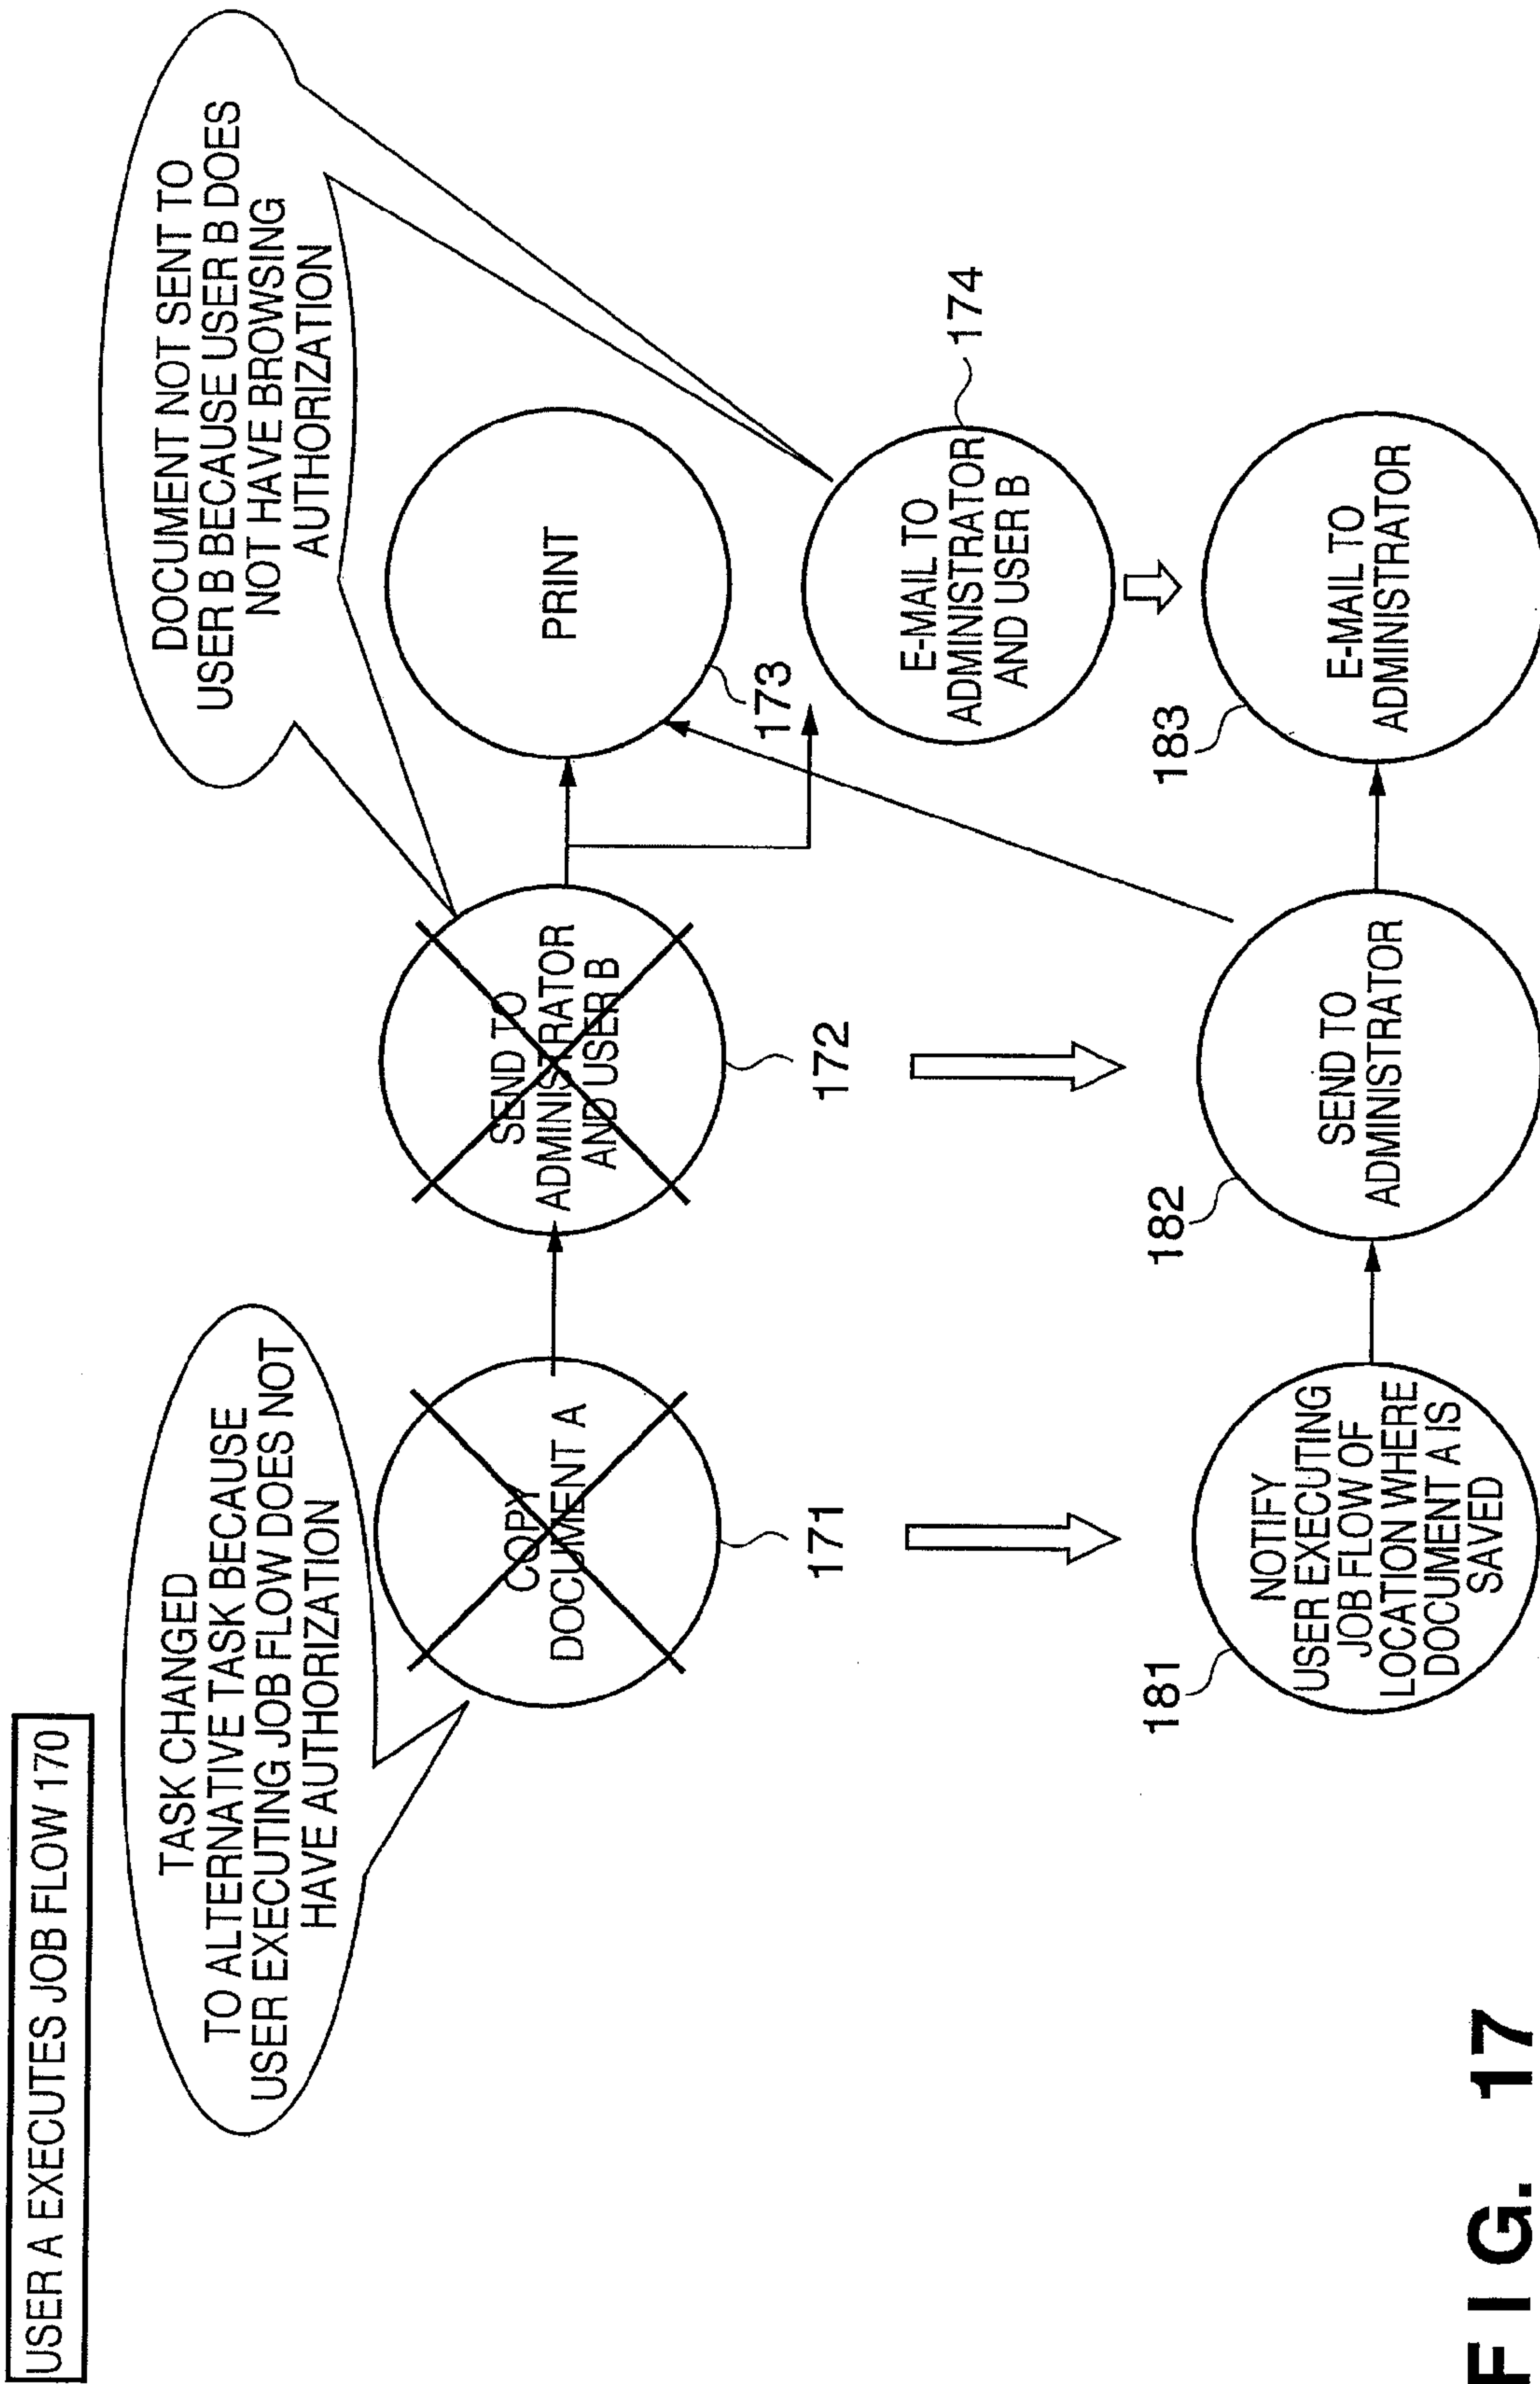 USER A EXECUTES JOB FLOW 170
TASK CHANGED
TO ALTERNATIVE TASK BECAUSE
USER EXECUTING JOB FLOW DOES NOT
HAVE AUTHORIZATION
DOCUMENT NOT SENT TO
USER B BECAUSE USER B DOES
NOT HAVE BROWSING
AUTHORIZATION
COPY
DOCUMENT A
171
SEND TO
ADMINISTRATOR
AND USER B
172
PRINT
173
E-MAIL TO
ADMINISTRATOR
AND USER B
174
181
NOTIFY
USER EXECUTING
JOB FLOW OF
LOCATION WHERE
DOCUMENT A IS
SAVED
182
SEND TO
ADMINISTRATOR
183
E-MAIL TO
ADMINISTRATOR
FIG. 17